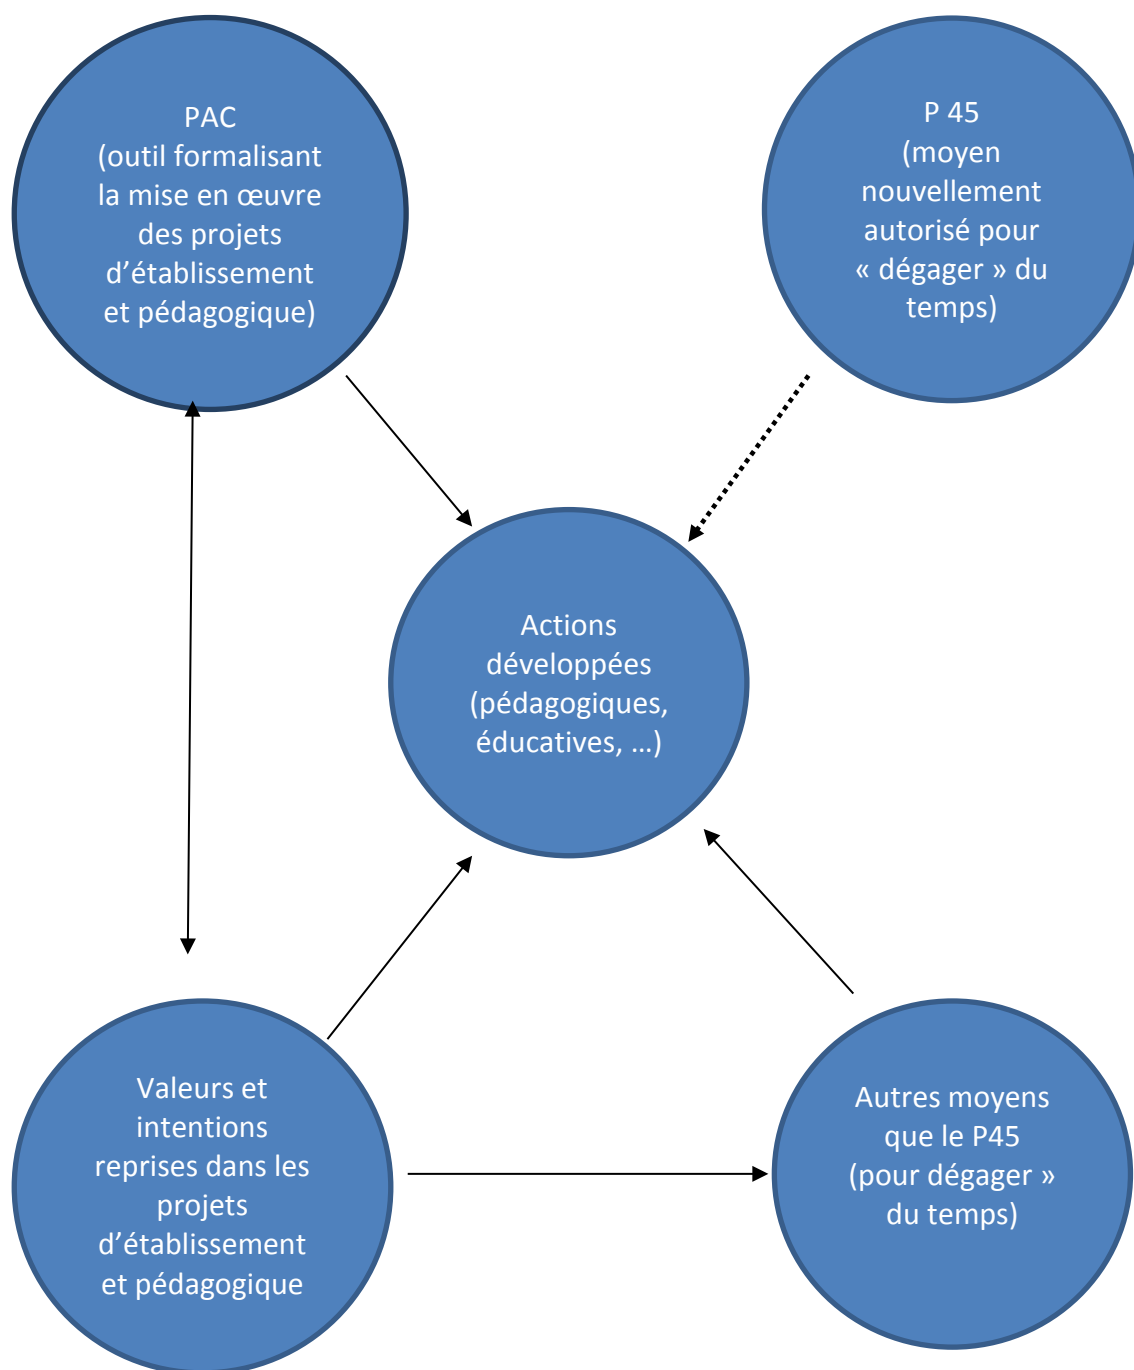 PAC
(outil formalisant
la mise en œuvre
des projets
d’établissement
et pédagogique)
P 45
(moyen
nouvellement
autorisé pour
« dégager » du
temps)
Actions
développées
(pédagogiques,
éducatives, …)
Valeurs et
intentions
reprises dans les
projets
d’établissement
et pédagogique
Autres moyens
que le P45
(pour dégager »
du temps)